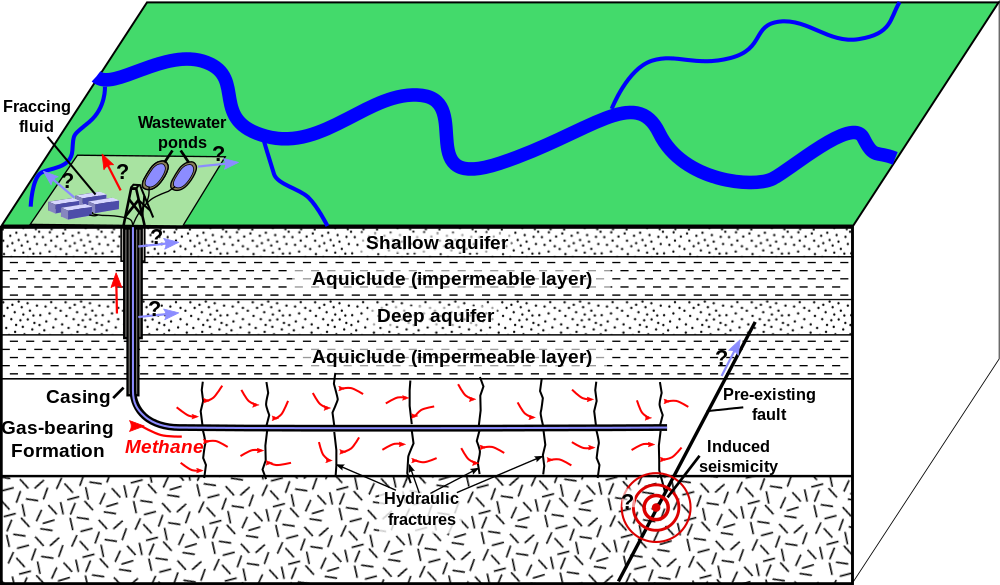 Fraccing
fluid
Wastewater
ponds
?
?
?
?
Shallow aquifer
Aquiclude (impermeable layer)
?
Deep aquifer
Aquiclude (impermeable layer)
?
Casing
Pre-existing
fault
Gas-bearing
Formation
Methane
Induced
seismicity
Hydraulic
fractures
?